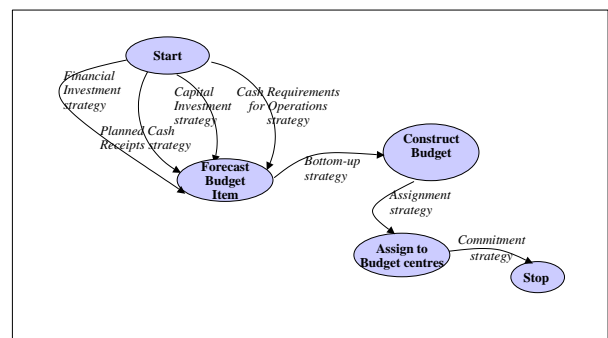 Start
Financial
Investment
strategy
Capital
Investment
strategy
Cash Requirements
for Operations
strategy
Planned Cash
Receipts strategy
Forecast
Budget
Item
Bottom-up
strategy
Construct
Budget
Assignment
strategy
Assign to
Budget centres
Commitment
strategy
Stop